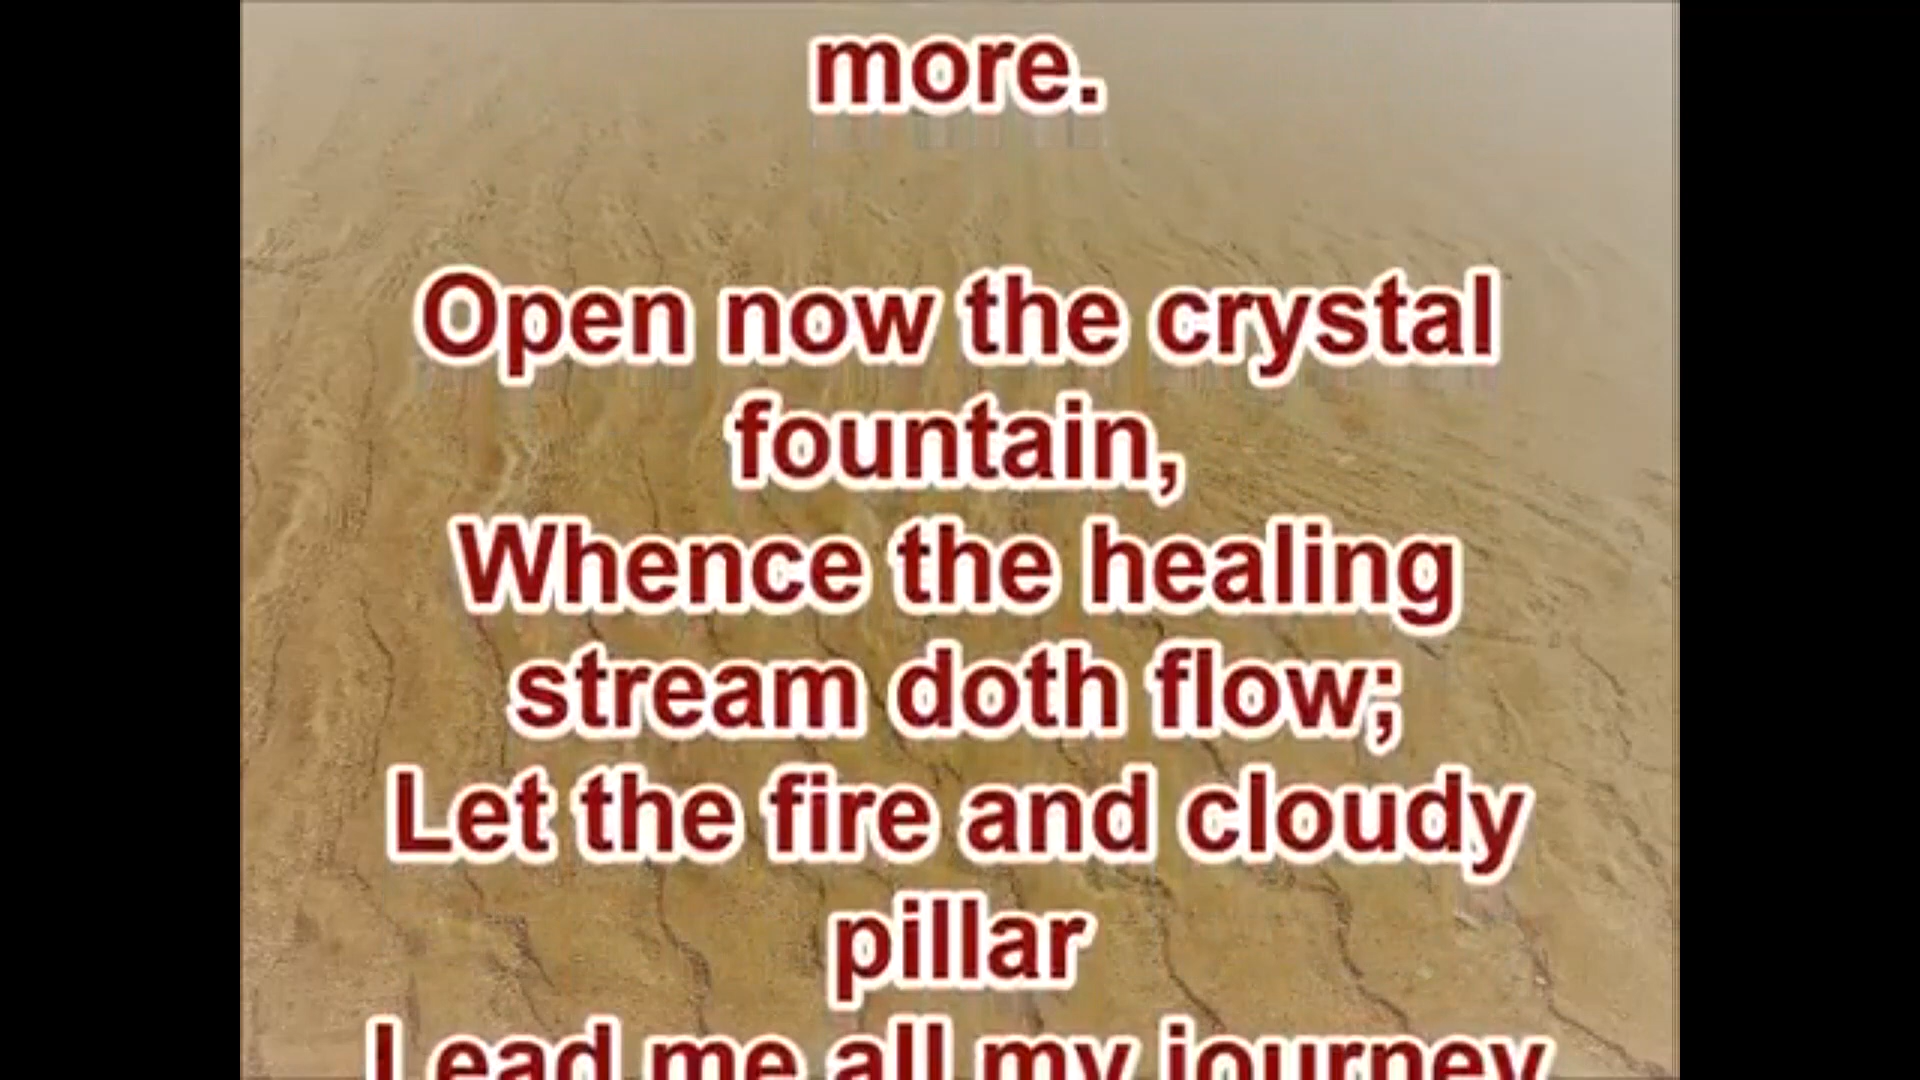 more.
Open now the crystal
fountain,
Whence the healing
stream doth flow;
Let the fire and cloudy
pillar
Lead me all my journey